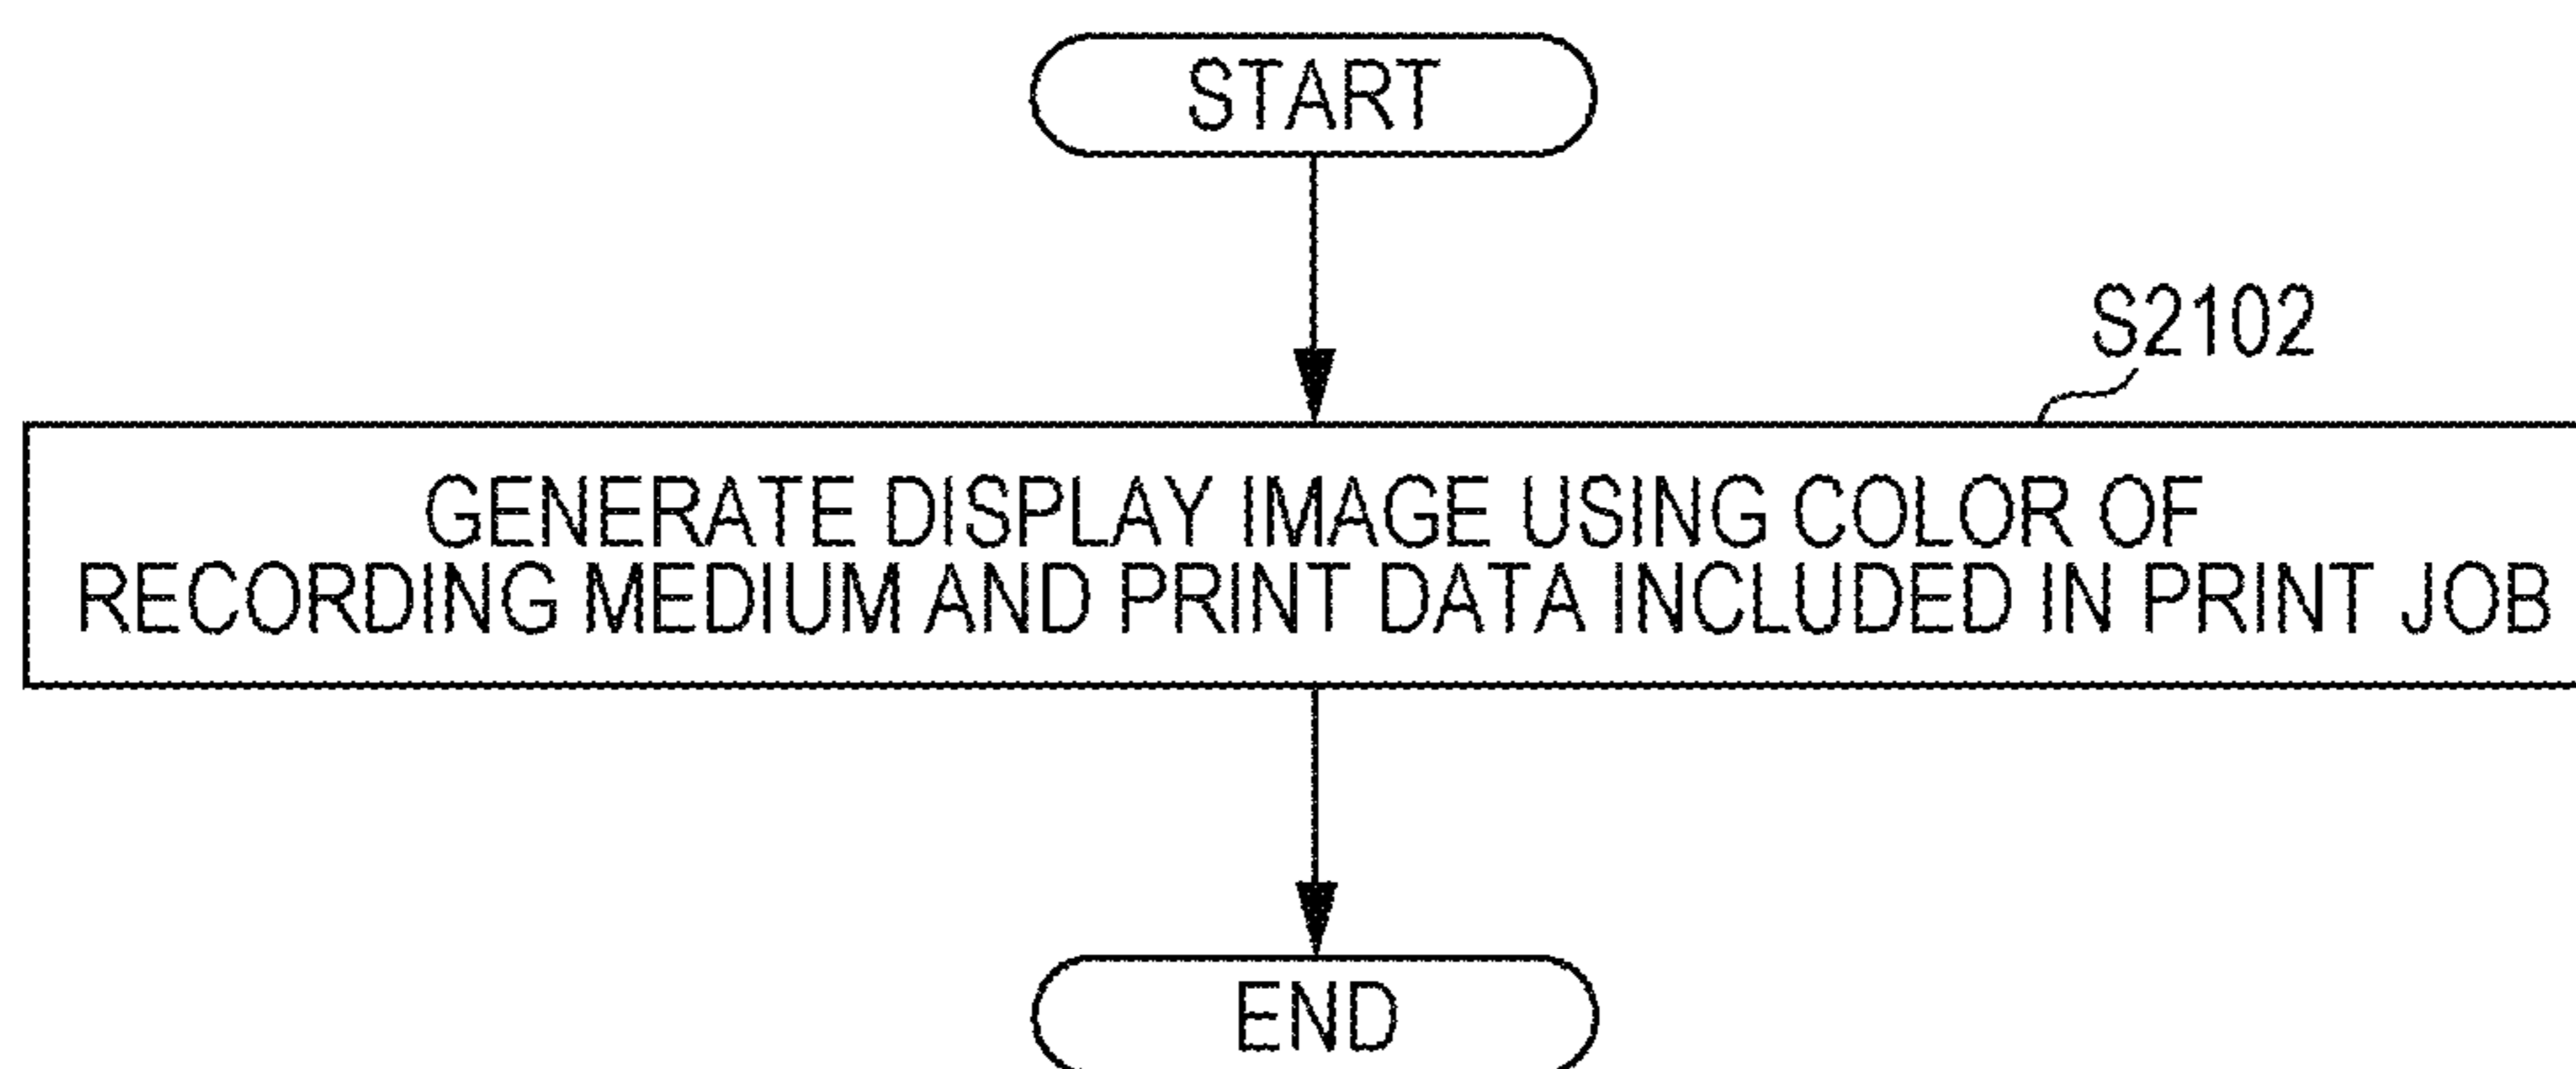 START
S2102
GENERATE DISPLAY IMAGE USING COLOR OF
RECORDING MEDIUM AND PRINT DATA INCLUDED IN PRINT JOB
END